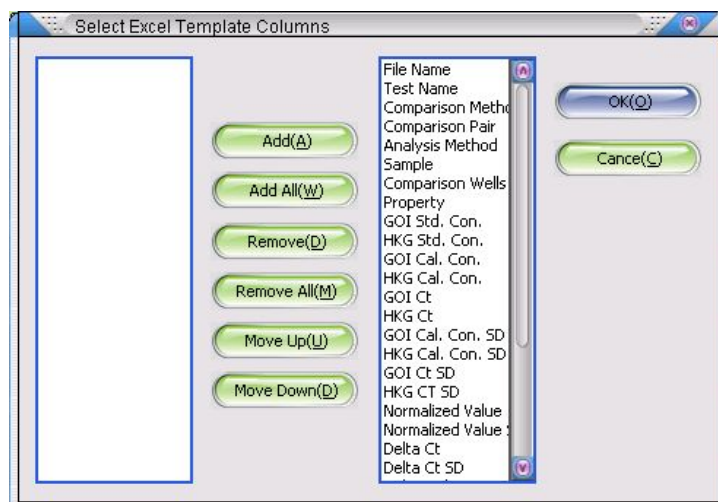 Select Excel Template Columns
Add(A)
Add All(W)
Remove(D)
Remove All(M)
Move Up(U)
Move Down(D)
File Name
Test Name
Comparison Metho
Comparison Pair
Analysis Method
Sample
Comparison Wells
Property
GOI Std. Con.
HKG Std. Con.
GOI Cal. Con.
HKG Cal. Con.
GOI Ct
HKG Ct
GOI Cal. Con. SD
HKG Cal. Con. SD
GOI Ct SD
HKG CT SD
Normalized Value
Normalized Value
Delta Ct
Delta Ct SD
OK(O)
Cance(C)